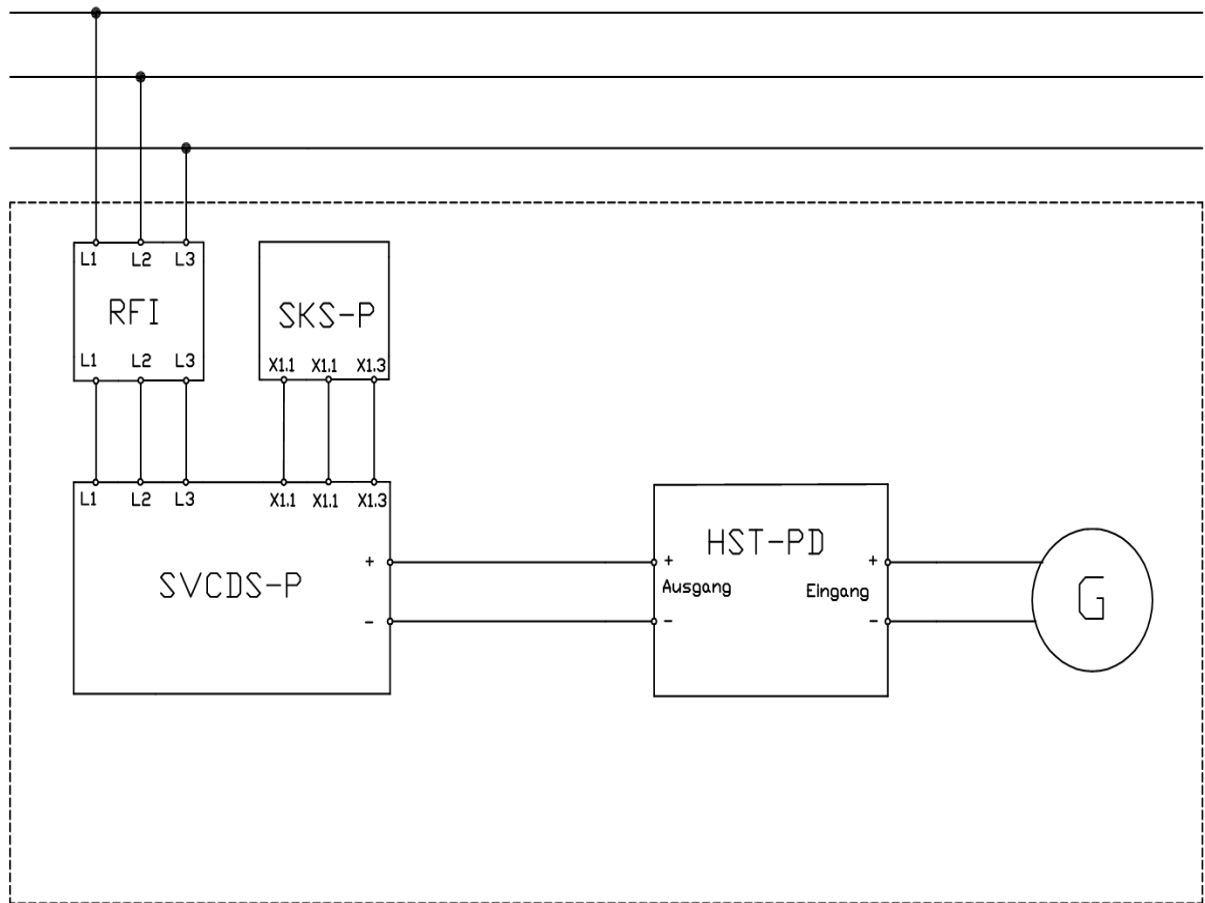 L1 L2 L3
RFI
L1 L2 L3
SKS-P
X1.1 X1.1 X1.3
L1 L2 L3 X1.1 X1.1 X1.3
SVCDS-P
+
-
HST-PD
+ +
Ausgang EIngang
- -
G